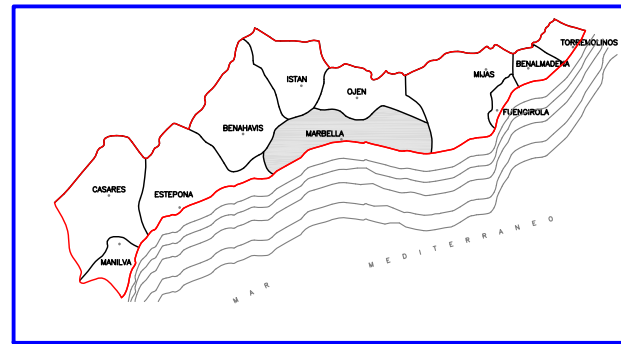 TORREMOLINOS
BENALMADENA
MIJAS
ISTAN
OJEN
FUENGIROLA
BENAHAVIS
MARBELLA
CASARES
ESTEPONA
MANILVA
MAR MEDITERRANEO